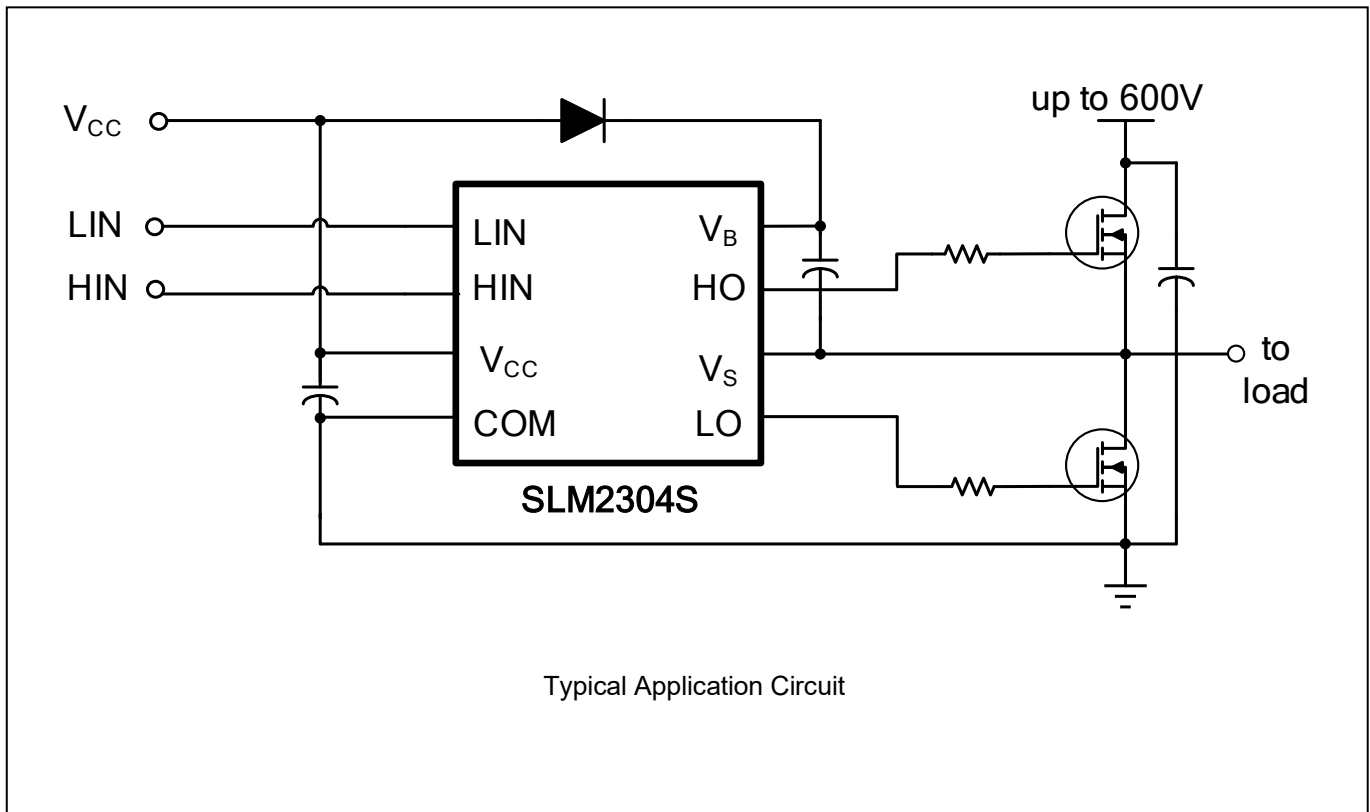 up to 600V
VCC
LIN
HIN
LIN
HIN
VCC
COM
VB
HO
VS
LO
to
load
SLM2304S
Typical Application Circuit